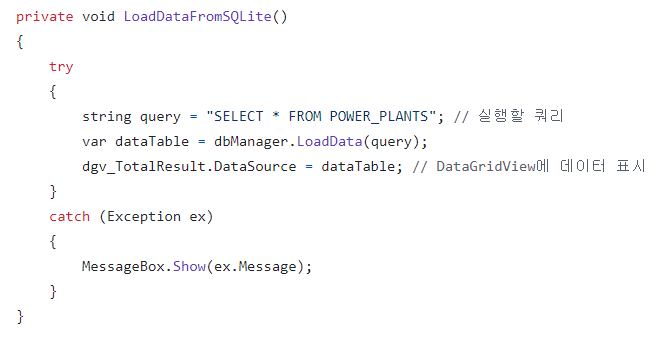 private void LoadDataFromSQLite()
{
    try
    {
        string query = "SELECT * FROM POWER_PLANTS"; // 실행할 쿼리
        var dataTable = dbManager.LoadData(query);
        dgv_TotalResult.DataSource = dataTable; // DataGridView에 데이터 표시
    }
    catch (Exception ex)
    {
        MessageBox.Show(ex.Message);
    }
}